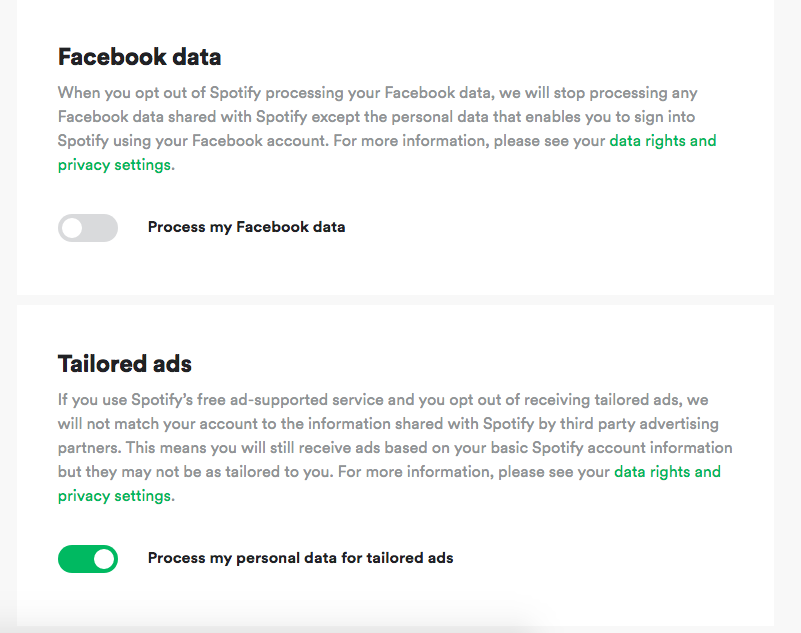 Facebook data
When you opt out of Spotify processing your Facebook data, we will stop processing any
Facebook data shared with Spotify except the personal data that enables you to sign into
Spotify using your Facebook account. For more information, please see your data rights and
privacy settings.
Process my Facebook data
Tailored ads
If you use Spotify’s free ad-supported service and you opt out of receiving tailored ads, we
will not match your account to the information shared with Spotify by third party advertising
partners. This means you will still receive ads based on your basic Spotify account information
but they may not be as tailored to you. For more information, please see your data rights and
privacy settings.
Process my personal data for tailored ads